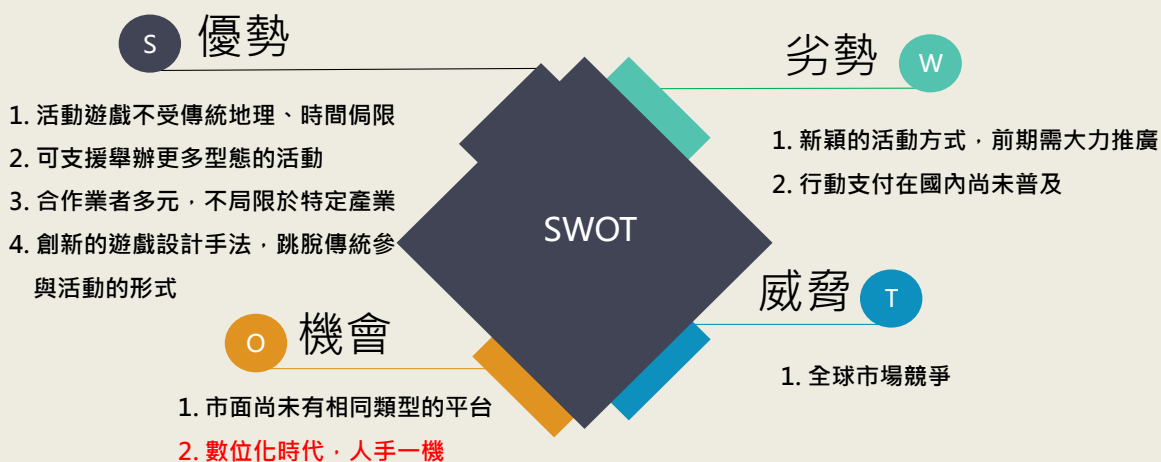 S 優勢
1. 活動遊戲不受傳統地理、時間侷限
2. 可支援舉辦更多型態的活動
3. 合作業者多元，不局限於特定產業
4. 創新的遊戲設計手法，跳脫傳統參
與活動的形式
劣勢 W
1. 新穎的活動方式，前期需大力推廣
2. 行動支付在國內尚未普及
SWOT
O 機會
1. 市面尚未有相同類型的平台
2. 數位化時代，人手一機
威脅 T
1. 全球市場競爭